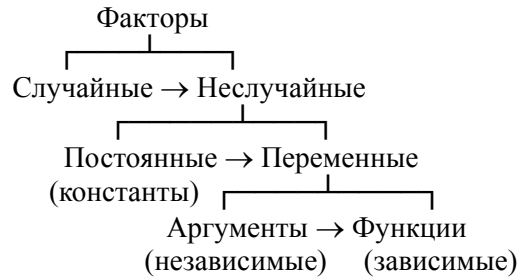 Факторы
Случайные → Неслучайные
Постоянные → Переменные
(константы)
Аргументы → Функции
(независимые) (зависимые)